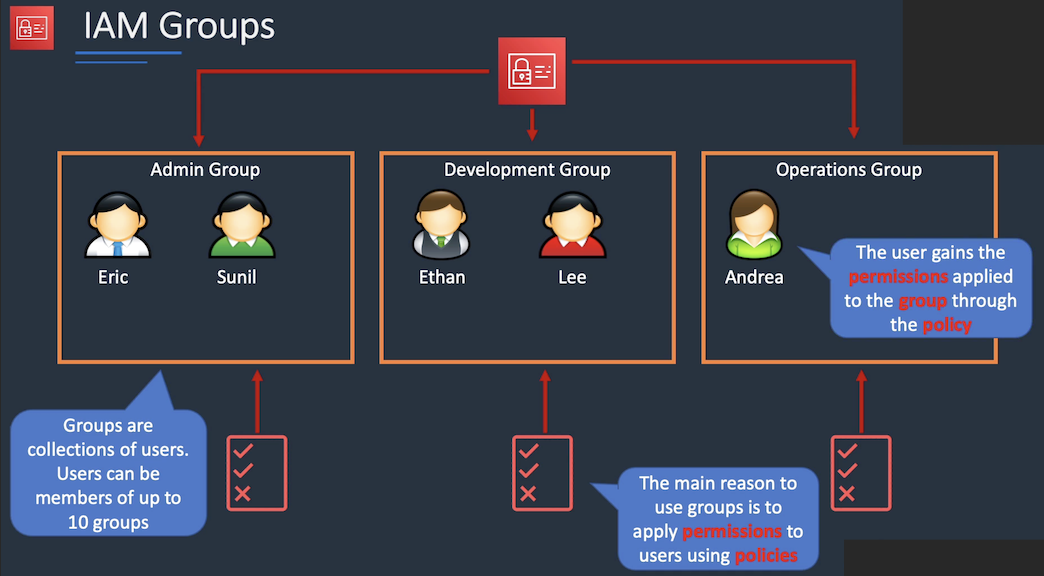 IAM Groups
Admin Group
Development Group
Operations Group
Eric
Sunil
Ethan
Lee
Andrea
The user gains the
permissions applied
to the group through
the policy
Groups are
collections of users.
Users can be
members of up to
10 groups
The main reason to
use groups is to
apply permissions to
users using policies